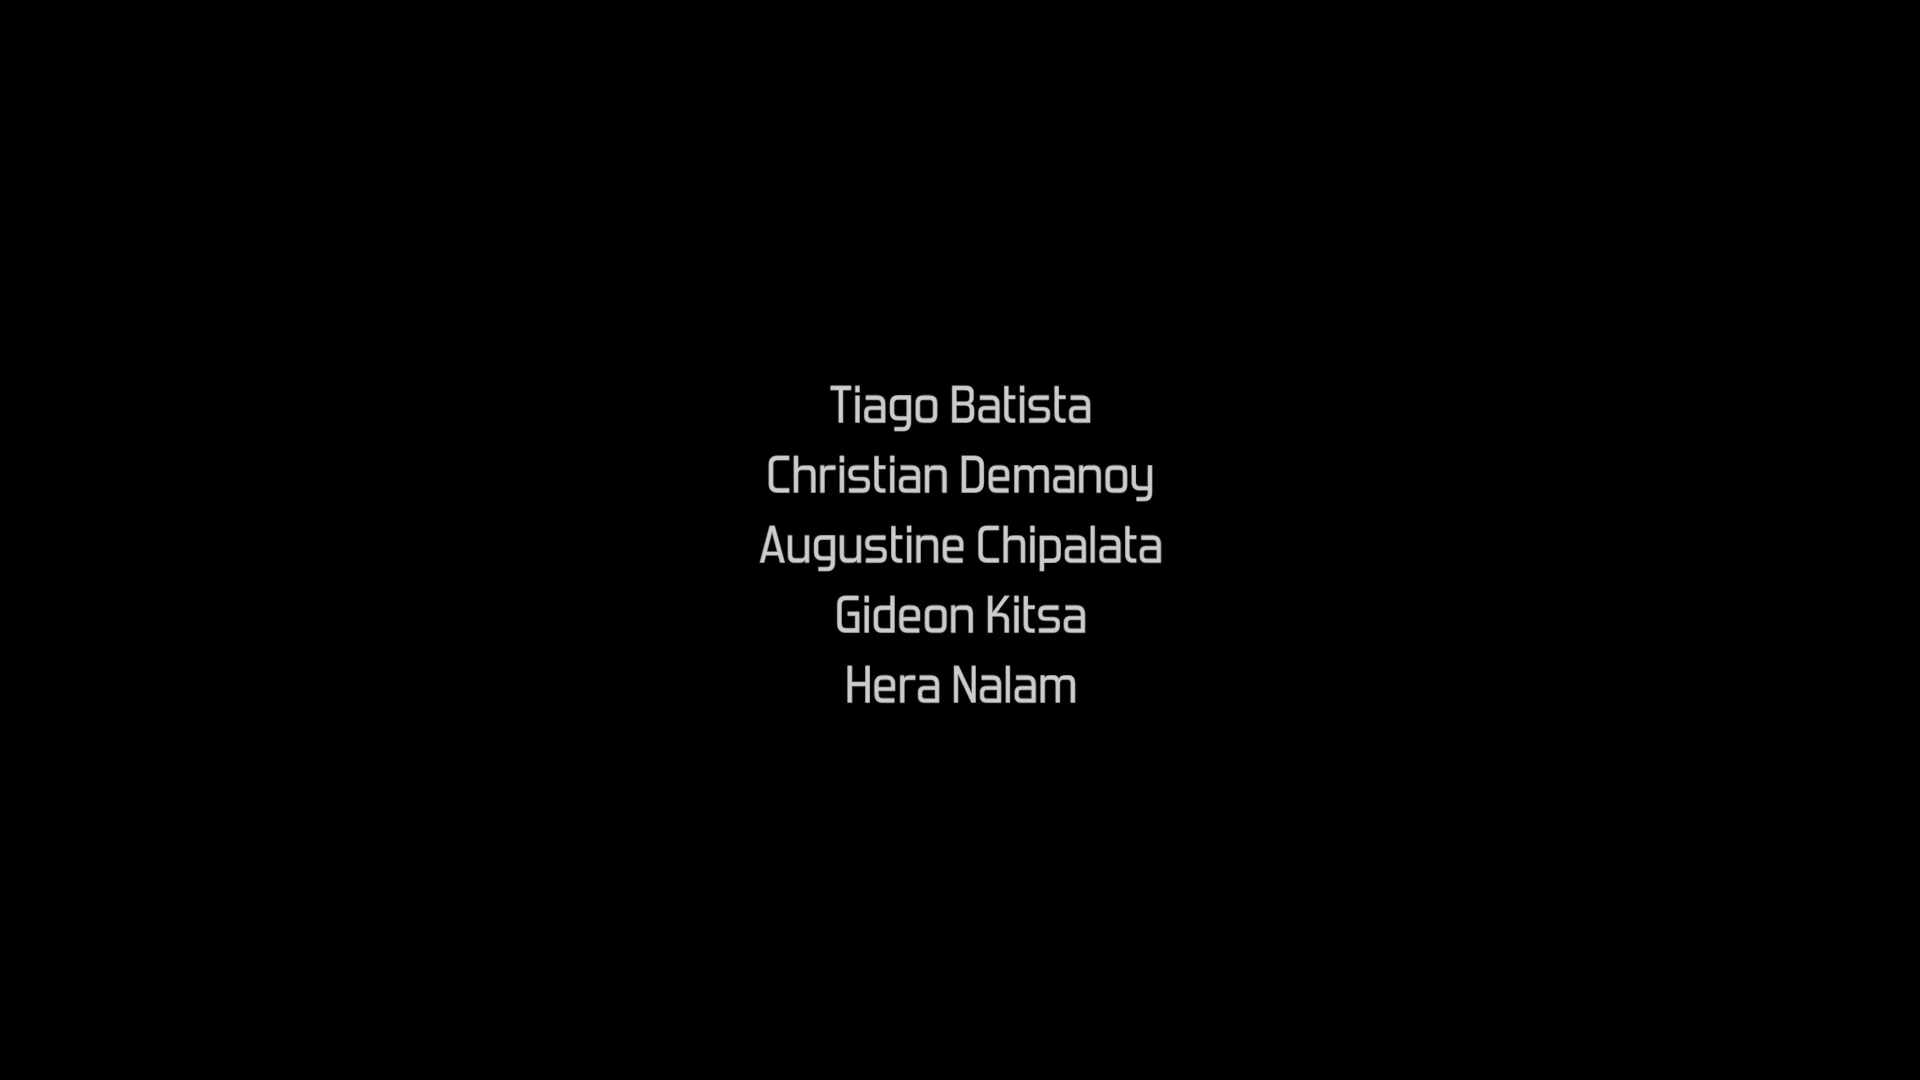 Tiago Batista
Christian Demanoy
Augustine Chipalata
Gideon Kitsa
Hera Nalam